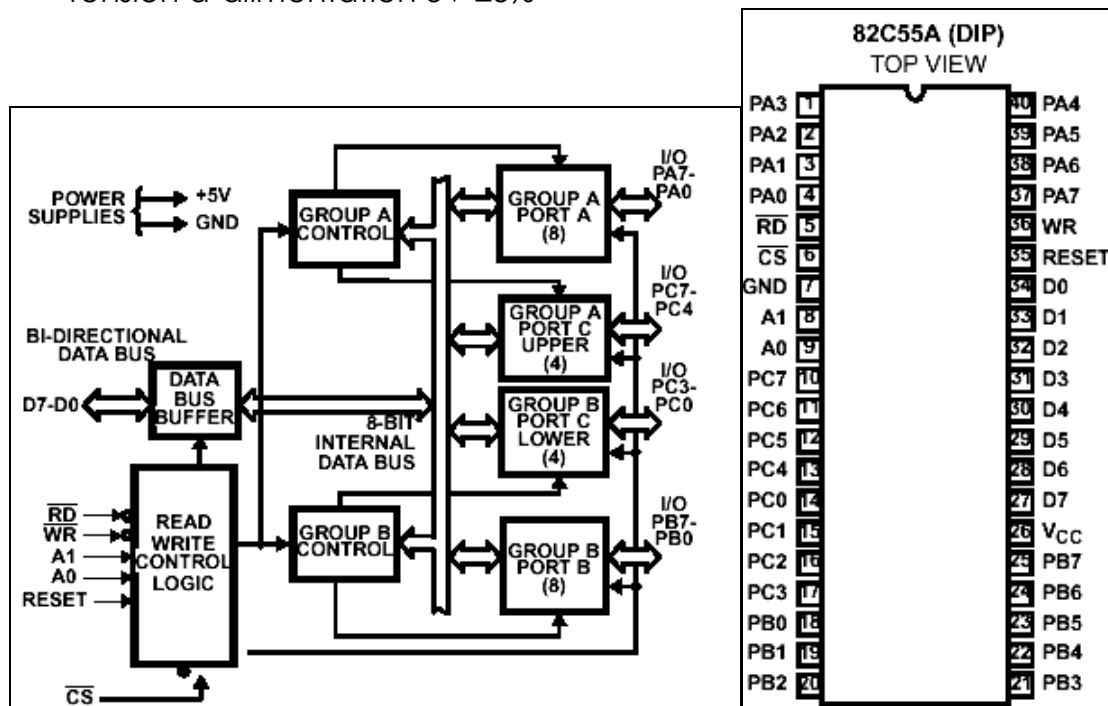 Tension d'alimentation
82C55A (DIP)
TOP VIEW
POWER
SUPPLIES
+5V
GND
GROUP A
CONTROL
GROUP A
PORT A
(8)
I/O
PA7-
PA0
GROUP A
PORT C
UPPER
(4)
I/O
PC7-
PC4
BI-DIRECTIONAL
DATA BUS
D7-D0
DATA
BUS
BUFFER
8-BIT
INTERNAL
DATA BUS
GROUP B
PORT C
LOWER
(4)
I/O
PC3-
PC0
R̅D̅
W̅R̅
A1
A0
RESET
C̅S̅
READ
WRITE
CONTROL
LOGIC
GROUP B
CONTROL
GROUP B
PORT B
(8)
I/O
PB7-
PB0
PA3 1 40 PA4
PA2 2 39 PA5
PA1 3 38 PA6
PA0 4 37 PA7
R̅D̅ 5 36 WR
C̅S̅ 6 35 RESET
GND 7 34 D0
A1 8 33 D1
A0 9 32 D2
PC7 10 31 D3
PC6 11 30 D4
PC5 12 29 D5
PC4 13 28 D6
PC0 14 27 D7
PC1 15 26 VCC
PC2 16 25 PB7
PC3 17 24 PB6
PB0 18 23 PB5
PB1 19 22 PB4
PB2 20 21 PB3